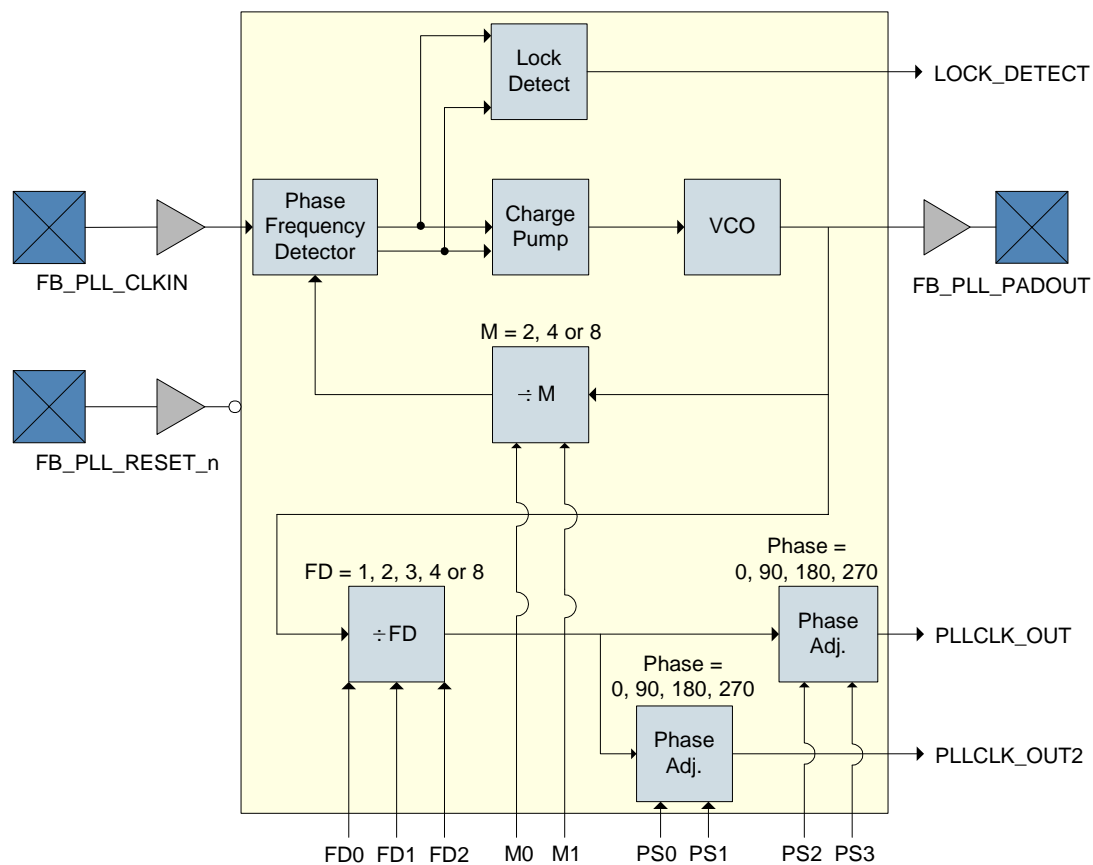 Lock
Detect
LOCK_DETECT
Phase
Frequency
Detector
Charge
Pump
VCO
FB_PLL_CLKIN
FB_PLL_PADOUT
M = 2, 4 or 8
÷ M
FB_PLL_RESET_n
Phase =
0, 90, 180, 270
FD = 1, 2, 3, 4 or 8
÷ FD
Phase
Adj.
PLLCLK_OUT
Phase =
0, 90, 180, 270
Phase
Adj.
PLLCLK_OUT2
FD0 FD1 FD2 M0 M1 PS0 PS1 PS2 PS3